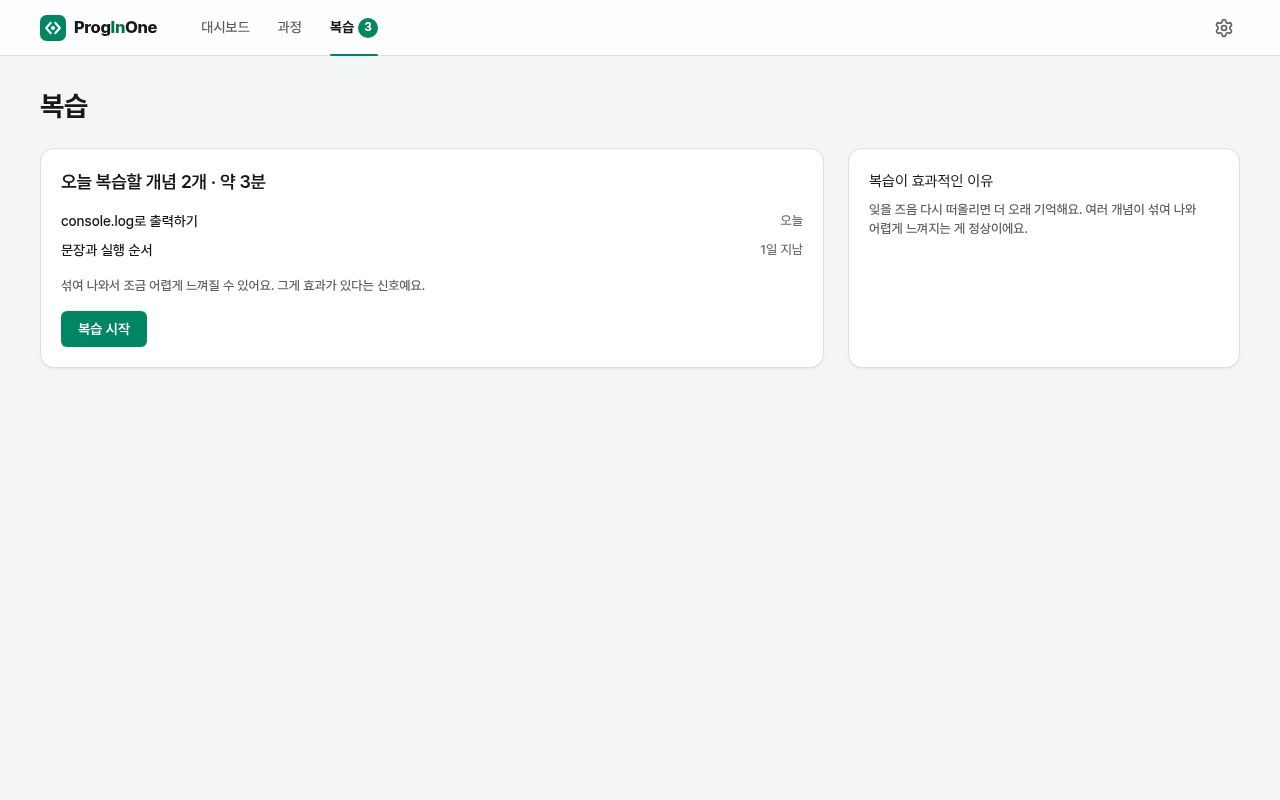 ProgInOne
대시보드
과정
복습 3
복습
오늘 복습할 개념 2개 · 약 3분
console.log로 출력하기 오늘
문장과 실행 순서 1일 지남
섞여 나와서 조금 어렵게 느껴질 수 있어요. 그게 효과가 있다는 신호예요.
복습 시작
복습이 효과적인 이유
잊을 즈음 다시 떠올리면 더 오래 기억해요. 여러 개념이 섞여 나와
어렵게 느껴지는 게 정상이에요.